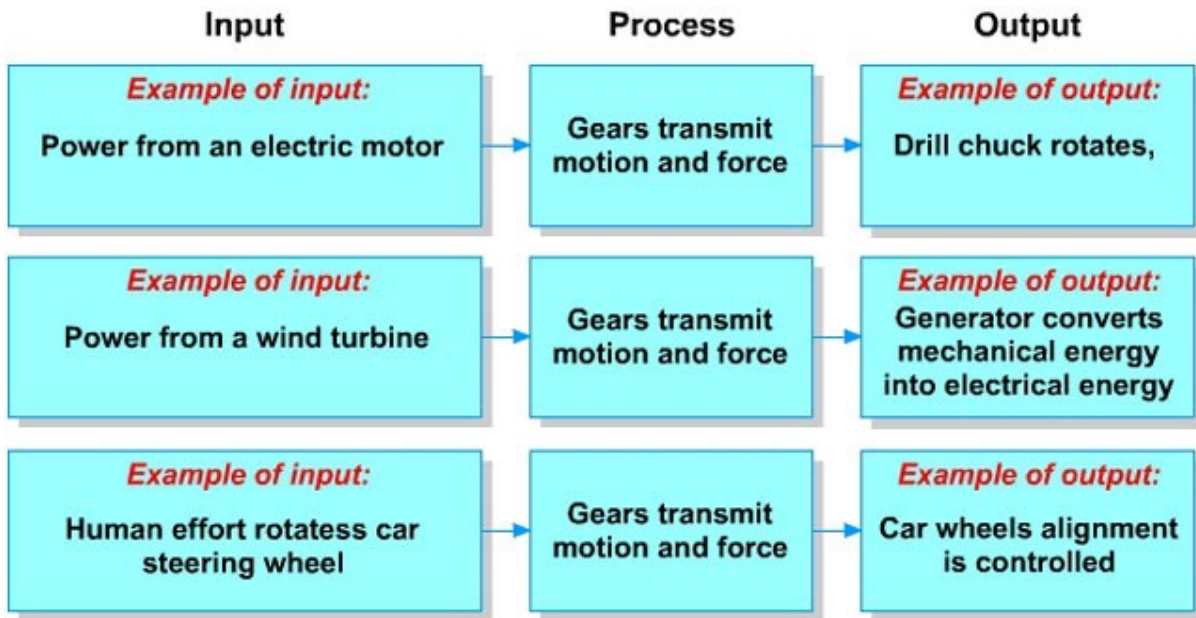 Input
Process
Output
Example of input:
Power from an electric motor
Gears transmit
motion and force
Example of output:
Drill chuck rotates,
Example of input:
Power from a wind turbine
Gears transmit
motion and force
Example of output:
Generator converts
mechanical energy
into electrical energy
Example of input:
Human effort rotatess car
steering wheel
Gears transmit
motion and force
Example of output:
Car wheels alignment
is controlled